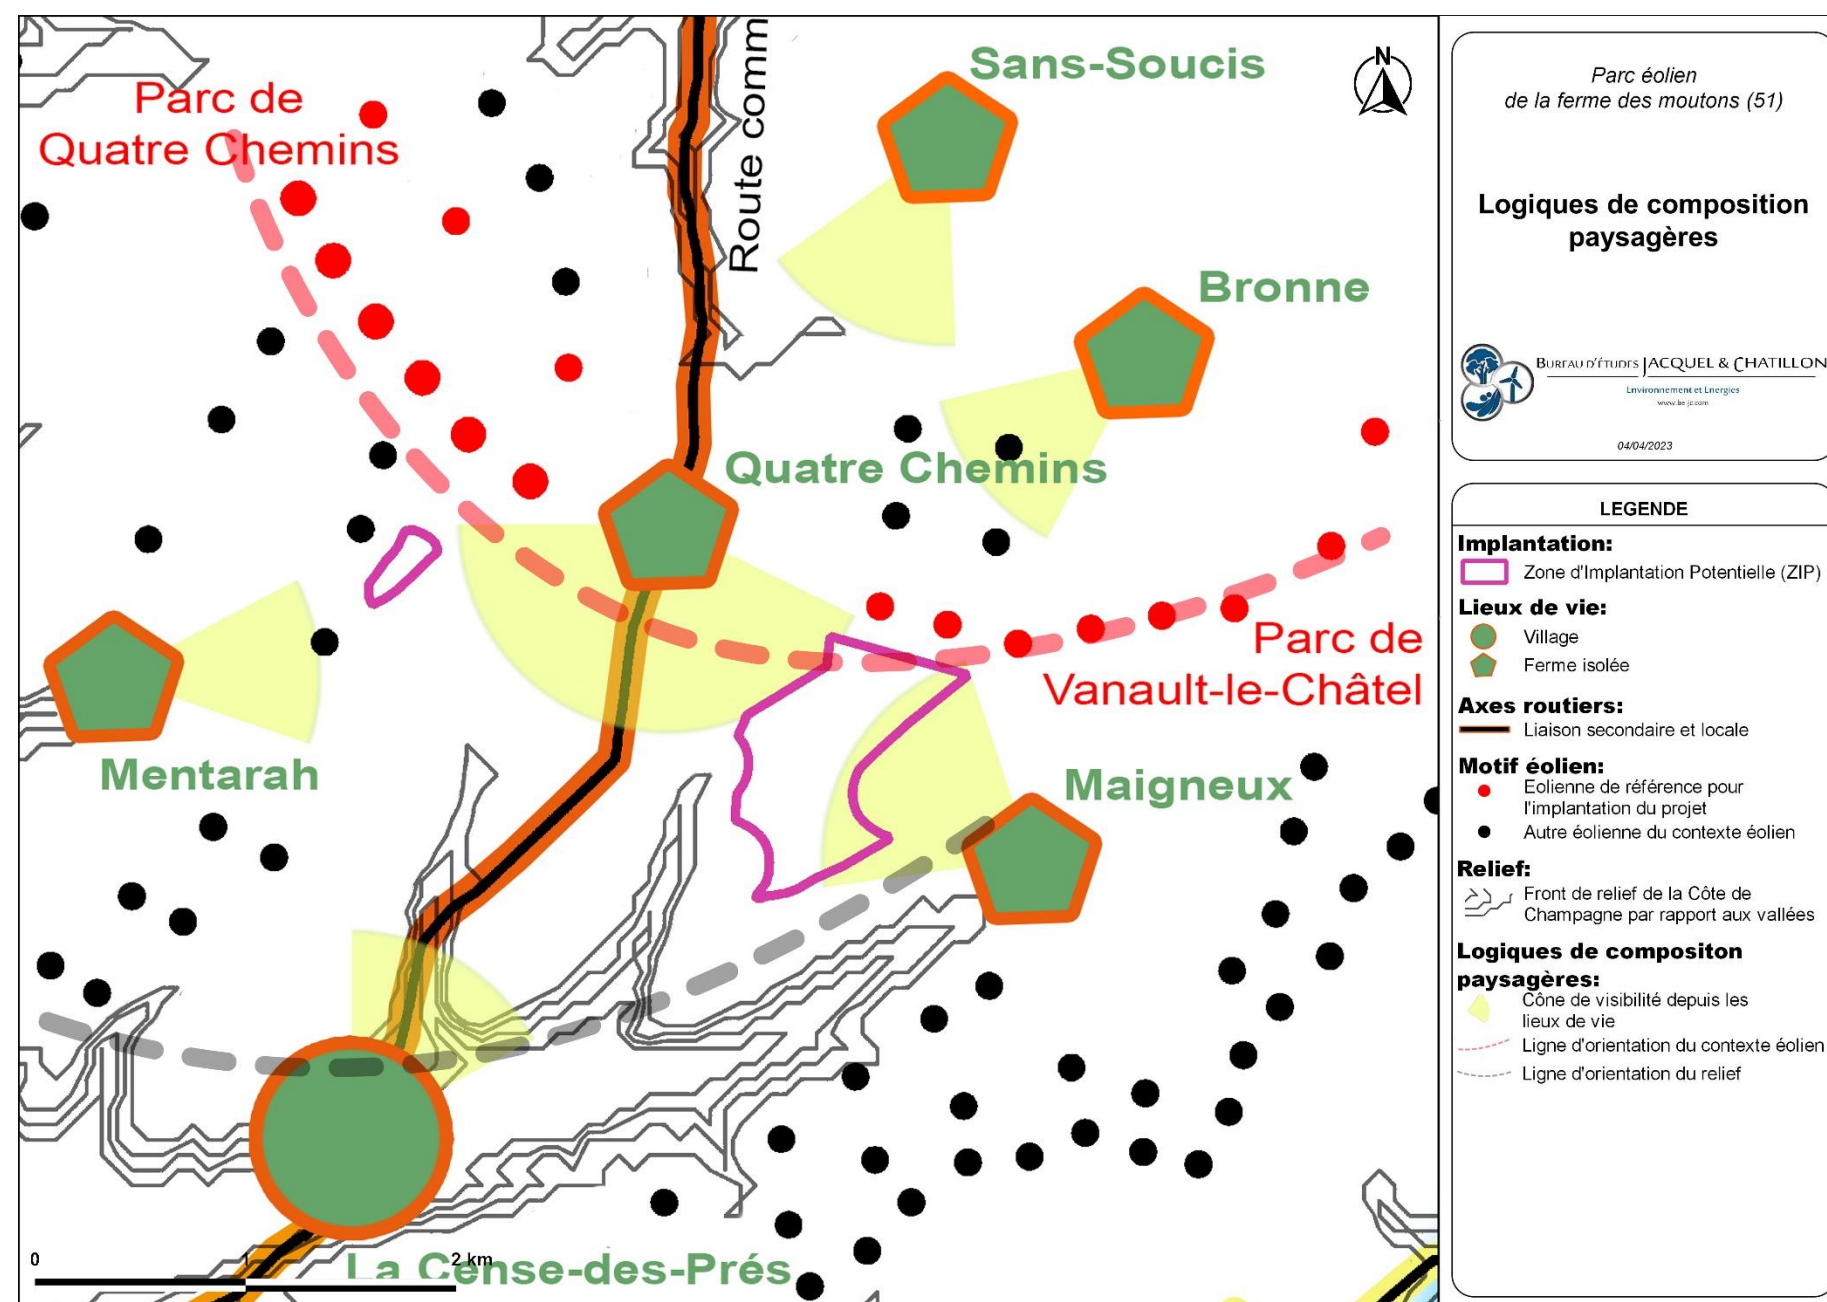 Parc de
Quatre Chemins
Route comm
Sans-Soucis
N
Bronne
Quatre Chemins
Parc de
Vanault-le-Châtel
Mentarah
Maigneux
La Cense-des-Prés
0
1
2 km
Parc éolien
de la ferme des moutons (51)
Logiques de composition
paysagères
BUREAU D'ÉTUDES JACQUEL & CHATILLON
Environnement et Energies
www.be-jc.com
04/04/2023
LEGENDE
Implantation:
Zone d'Implantation Potentielle (ZIP)
Lieux de vie:
Village
Ferme isolée
Axes routiers:
Liaison secondaire et locale
Motif éolien:
Eolienne de référence pour
l'implantation du projet
Autre éolienne du contexte éolien
Relief:
Front de relief de la Côte de
Champagne par rapport aux vallées
Logiques de compositon
paysagères:
Cône de visibilité depuis les
lieux de vie
Ligne d'orientation du contexte éolien
Ligne d'orientation du relief